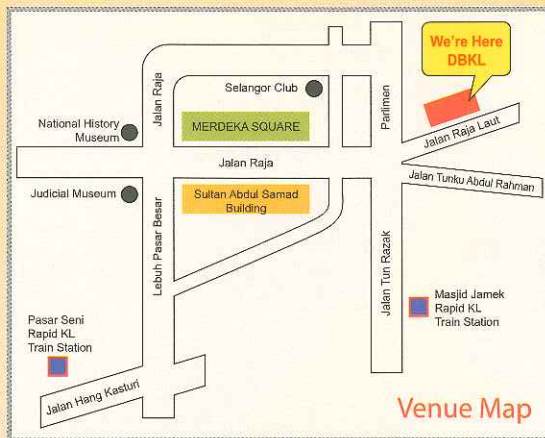 We're Here
DBKL
Jalan Raja
Selangor Club
Parlimen
National History
Museum
MERDEKA SQUARE
Jalan Raja Laut
Jalan Raja
Jalan Tunku Abdul Rahman
Judicial Museum
Sultan Abdul Samad
Building
Lebuh Pasar Besar
Jalan Tun Razak
Masjid Jamek
Rapid KL
Train Station
Pasar Seni
Rapid KL
Train Station
Jalan Hang Kasturi
Venue Map